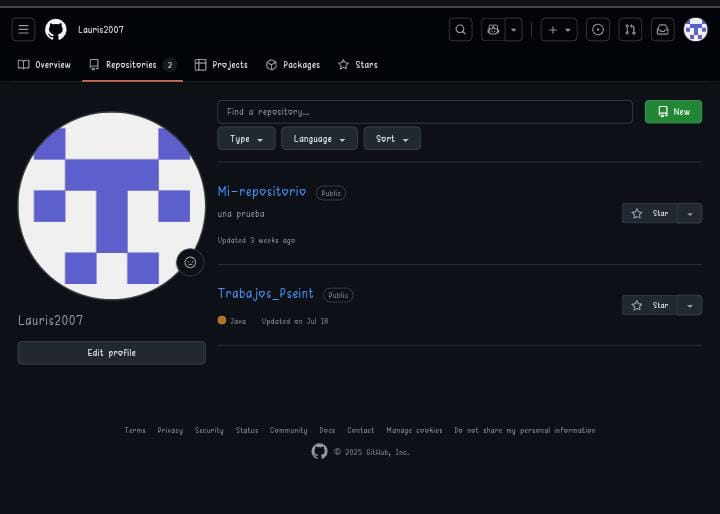 Lauris2007
Overview Repositories 2 Projects Packages Stars
Find a repository... New
Type Language Sort
Mi-repositorio Public
una prueba Star
Updated 3 weeks ago
Trabajos_Pseint Public
Star
Java Updated on Jul 18
Lauris2007
Edit profile
Terms Privacy Security Status Community Docs Contact Manage cookies Do not share my personal information
© 2025 GitHub, Inc.